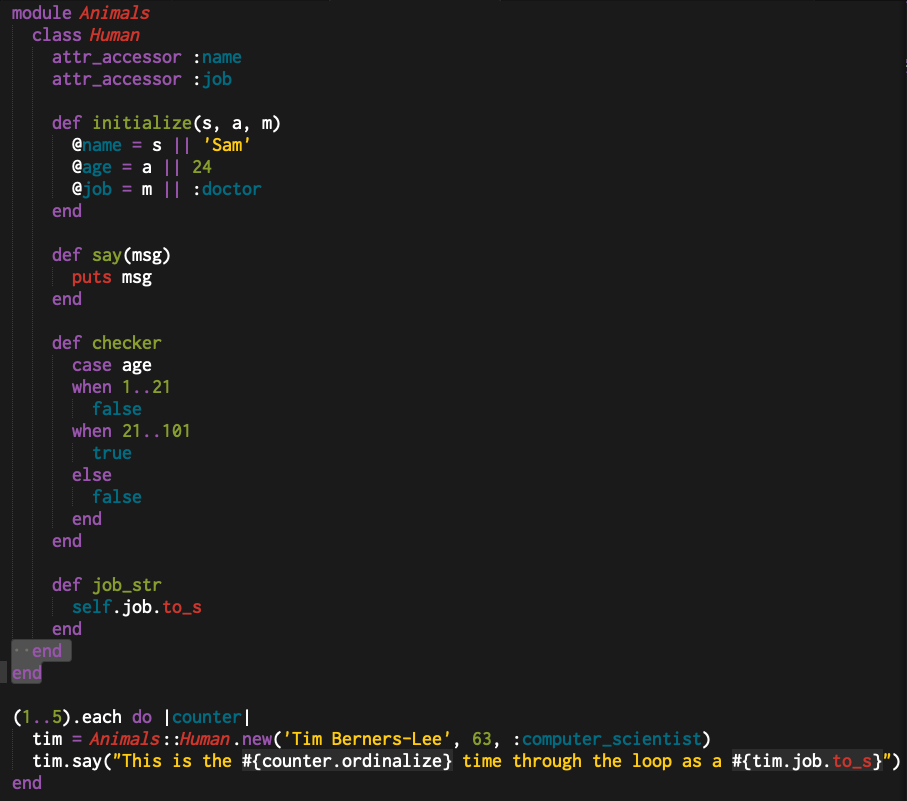 module Animals
  class Human
    attr_accessor :name
    attr_accessor :job

    def initialize(s, a, m)
      @name = s || 'Sam'
      @age = a || 24
      @job = m || :doctor
    end

    def say(msg)
      puts msg
    end

    def checker
      case age
      when 1..21
        false
      when 21..101
        true
      else
        false
      end
    end

    def job_str
      self.job.to_s
    end
  end
end

(1..5).each do |counter|
  tim = Animals::Human.new('Tim Berners-Lee', 63, :computer_scientist)
  tim.say("This is the #{counter.ordinalize} time through the loop as a #{tim.job.to_s}")
end